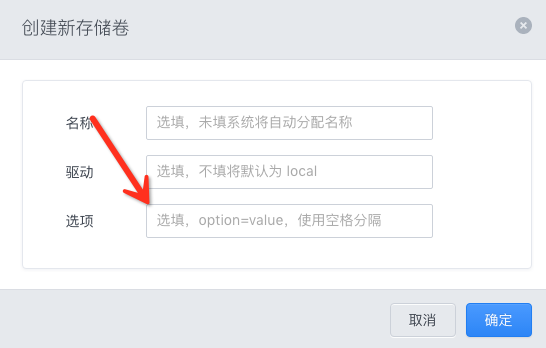 创建新存储卷
名称
选填，未填系统将自动分配名称
驱动
选填，不填将默认为 local
选项
选填，option=value，使用空格分隔
取消
确定